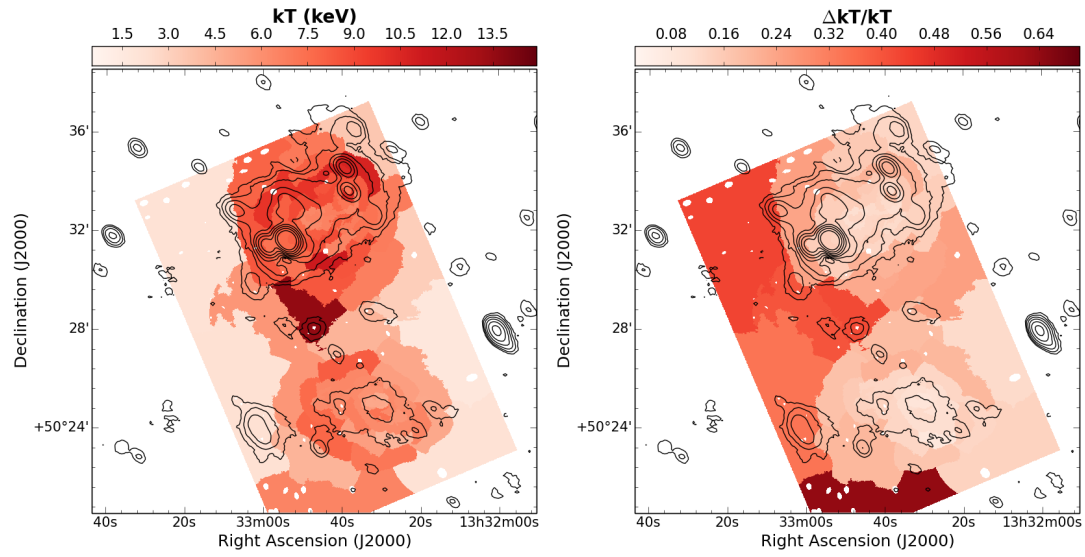 kT (keV)
1.5 3.0 4.5 6.0 7.5 9.0 10.5 12.0 13.5
Declination (J2000)
36'
32'
28'
+50°24'
40s 20s 33m00s 40s 20s 13h32m00s
Right Ascension (J2000)
ΔkT/kT
0.08 0.16 0.24 0.32 0.40 0.48 0.56 0.64
Declination (J2000)
36'
32'
28'
+50°24'
40s 20s 33m00s 40s 20s 13h32m00s
Right Ascension (J2000)